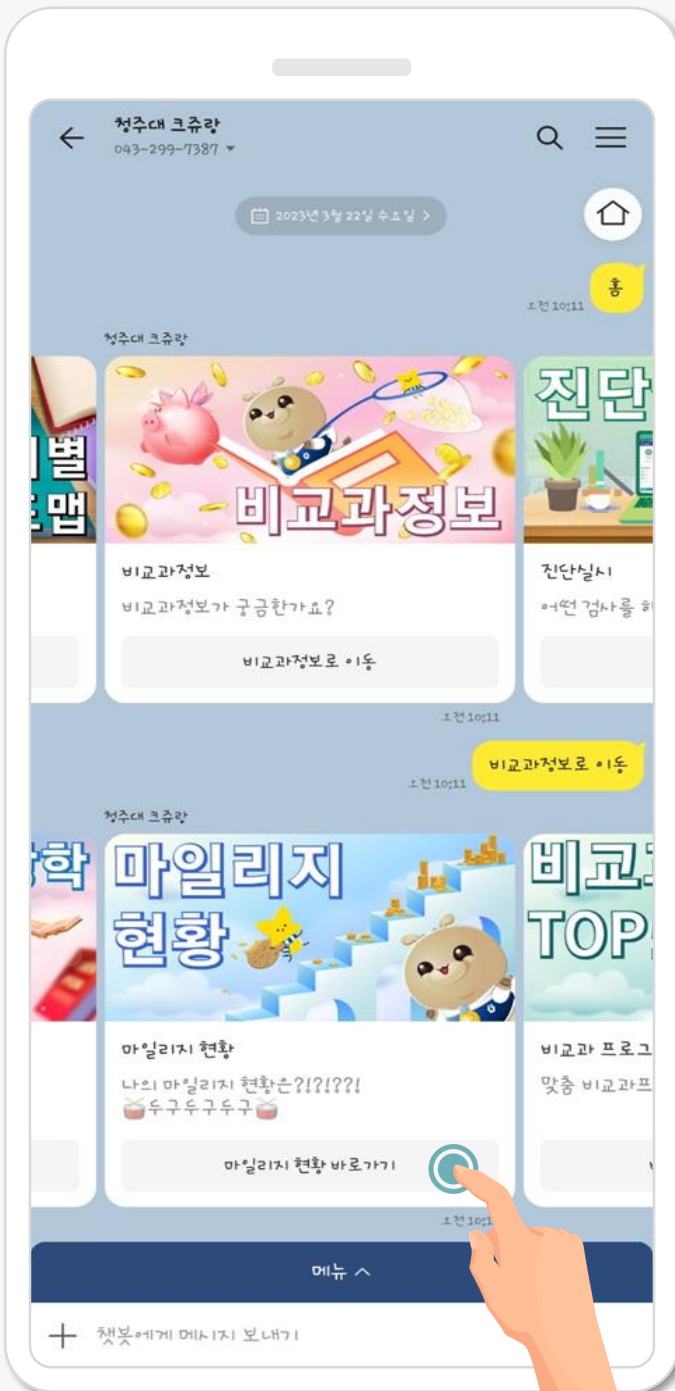 청주대 크쥬랑
043-299-7387
2023년 3월 22일 수요일 >
홈
오전 10:11
청주대 크쥬랑
별
맵
비교과정보
진단
비교과정보
비교과정보가 궁금한가요?
비교과정보로 이동
진단실시
어떤 검사를
오전 10:11
비교과정보로 이동
오전 10:11
청주대 크쥬랑
학
마일리지
현황
비교
TOP
마일리지 현황
나의 마일리지 현황은?!?!??!
🥁두구두구두구🥁
마일리지 현황 바로가기
비교과 프로그
맞춤 비교과프
오전 10:1
메뉴
챗봇에게 메시지 보내기